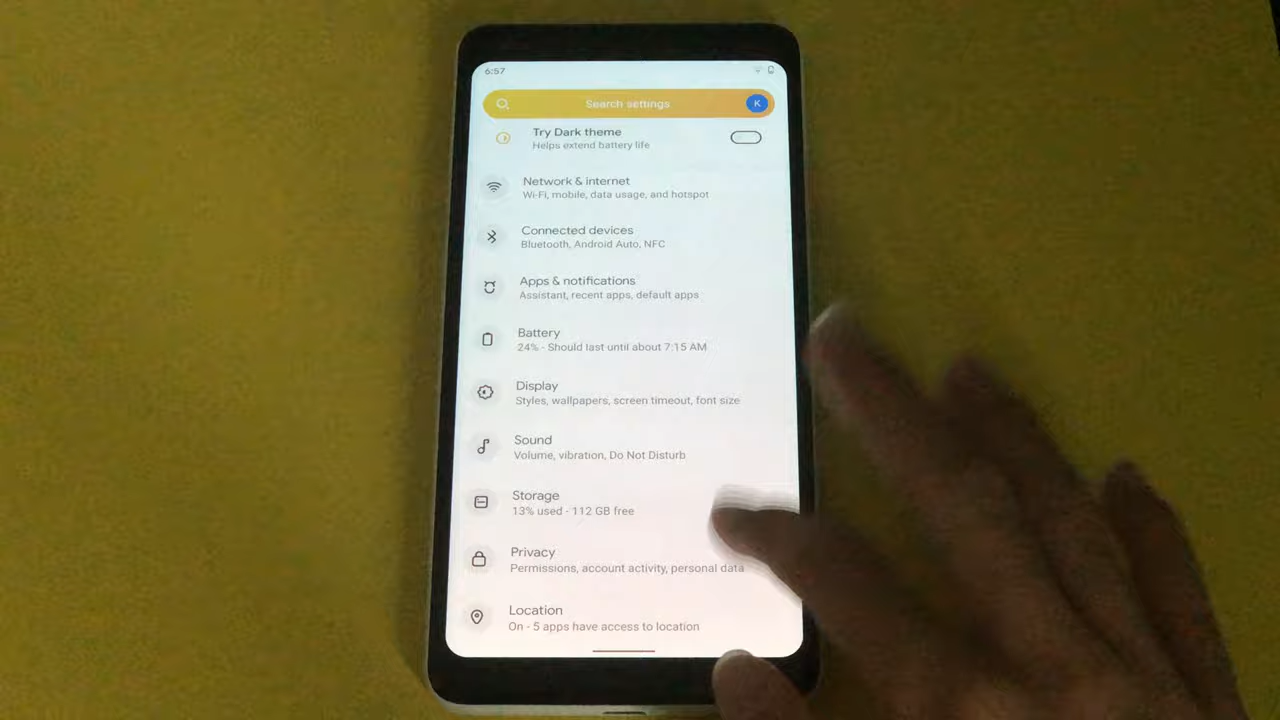 6:57
Search settings
K
Try Dark theme
Helps extend battery life
Network & internet
Wi-Fi, mobile, data usage, and hotspot
Connected devices
Bluetooth, Android Auto, NFC
Apps & notifications
Assistant, recent apps, default apps
Battery
24% - Should last until about 7:15 AM
Display
Styles, wallpapers, screen timeout, font size
Sound
Volume, vibration, Do Not Disturb
Storage
13% used - 112 GB free
Privacy
Permissions, account activity, personal data
Location
On - 5 apps have access to location